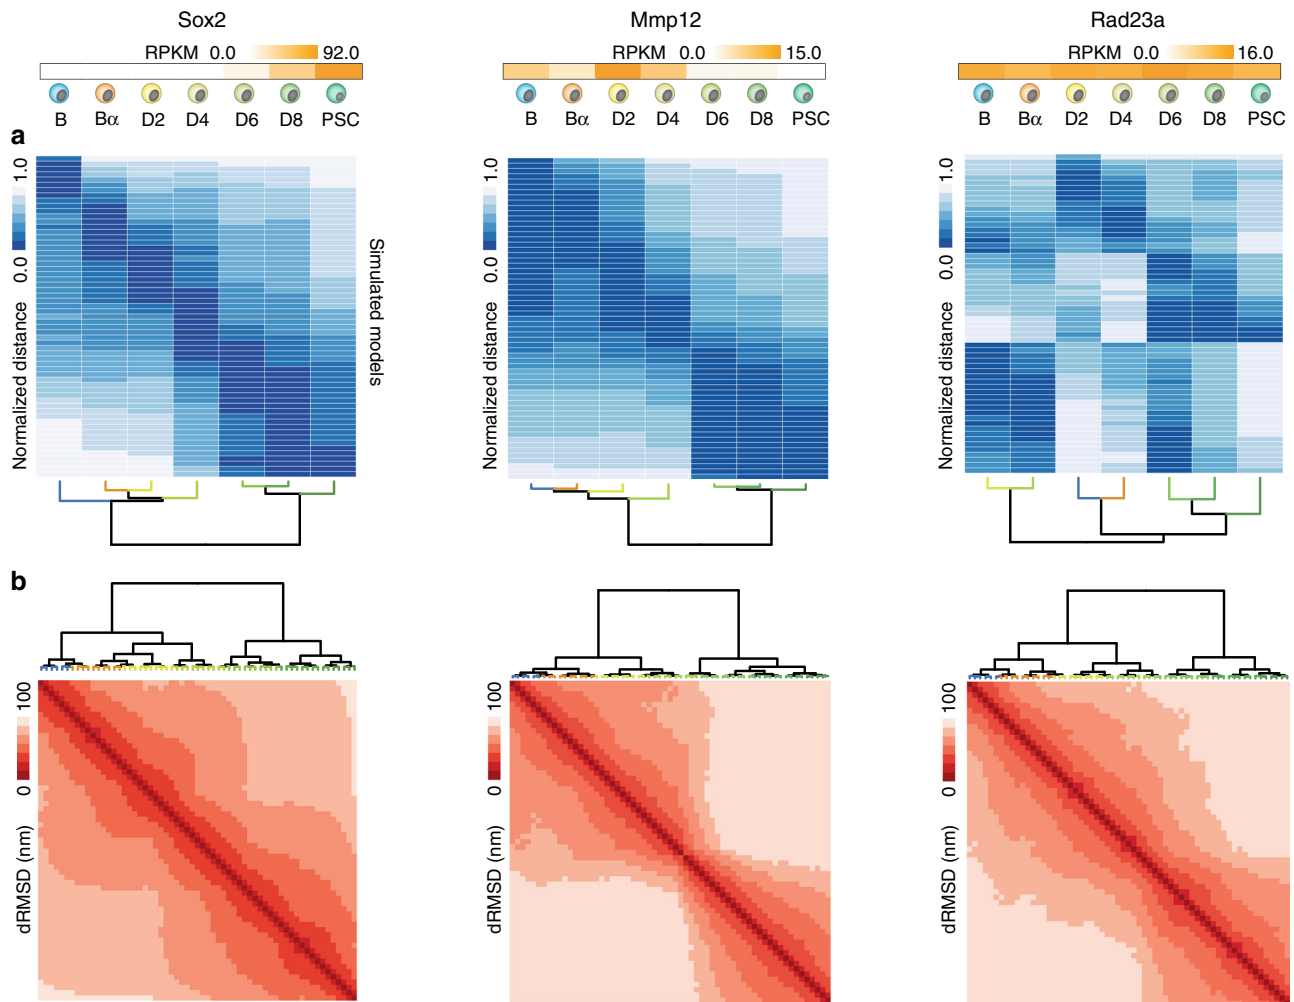 Sox2
Mmp12
Rad23a
RPKM 0.0 92.0
RPKM 0.0 15.0
RPKM 0.0 16.0
B Bα D2 D4 D6 D8 PSC
B Bα D2 D4 D6 D8 PSC
B Bα D2 D4 D6 D8 PSC
a
Normalized distance 0.0 1.0
Simulated models
Normalized distance 0.0 1.0
Normalized distance 0.0 1.0
b
dRMSD (nm) 0 100
dRMSD (nm) 0 100
dRMSD (nm) 0 100